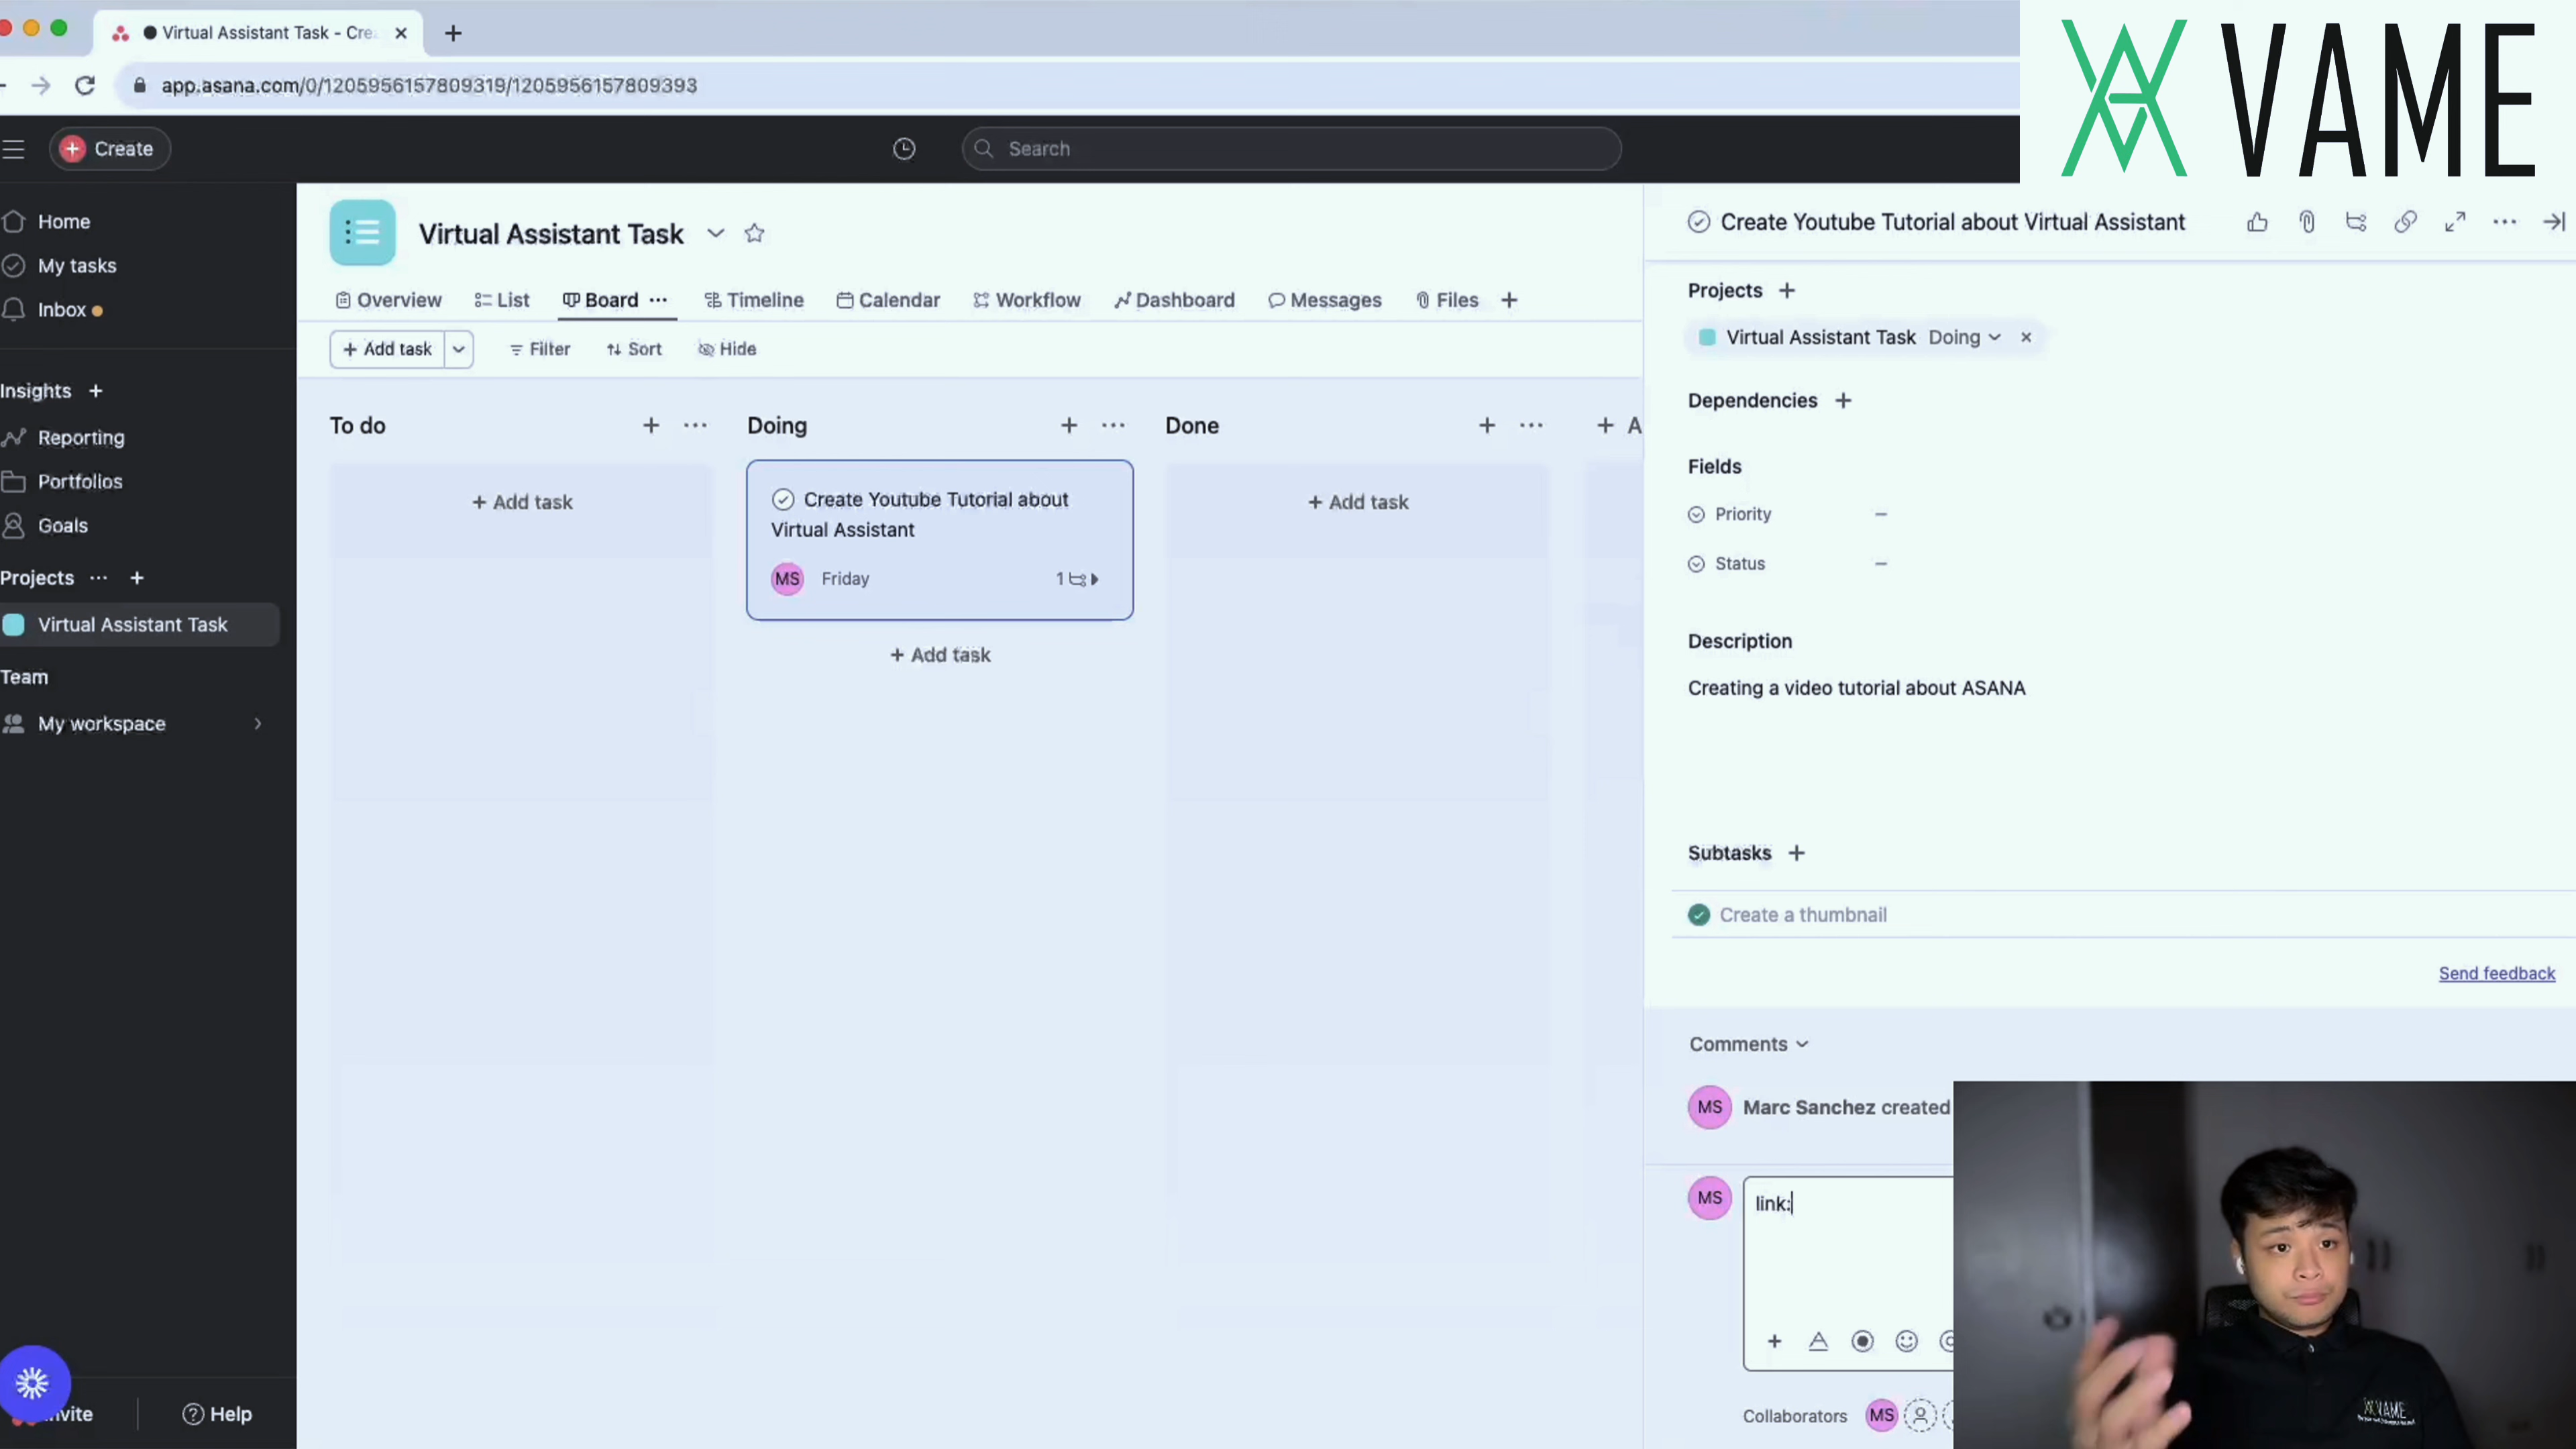 Virtual Assistant Task - Cre
app.asana.com/0/1205956157809319/1205956157809393
VAME
Create
Search
Home
My tasks
Inbox
Insights
Reporting
Portfolios
Goals
Projects
Virtual Assistant Task
Team
My workspace
Invite
Help
Virtual Assistant Task
Overview List Board Timeline Calendar Workflow Dashboard Messages Files
Add task Filter Sort Hide
To do
+ Add task
Doing
Create Youtube Tutorial about
Virtual Assistant
MS Friday 1
+ Add task
Done
+ Add task
+ A
Create Youtube Tutorial about Virtual Assistant
Projects
Virtual Assistant Task Doing
Dependencies
Fields
Priority –
Status –
Description
Creating a video tutorial about ASANA
Subtasks
Create a thumbnail
Send feedback
Comments
MS Marc Sanchez created
MS link:
Collaborators MS
VAME